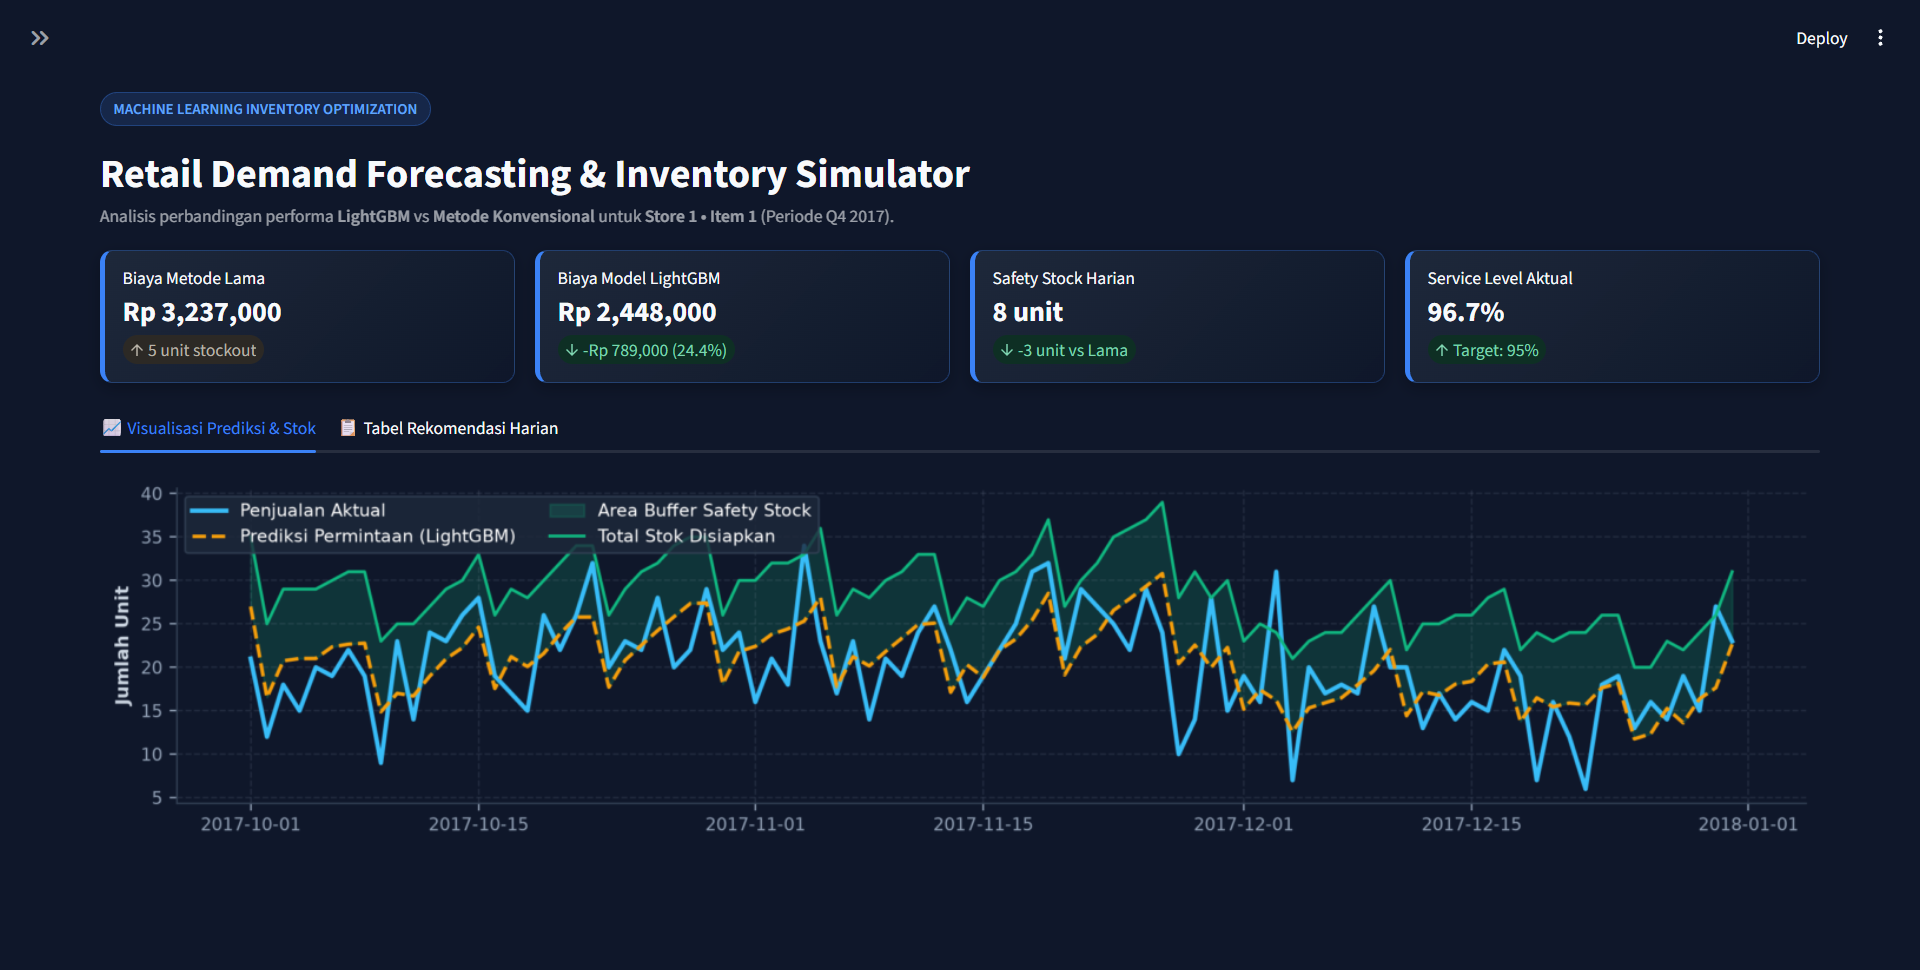 Deploy
MACHINE LEARNING INVENTORY OPTIMIZATION
Retail Demand Forecasting & Inventory Simulator
Analisis perbandingan performa LightGBM vs Metode Konvensional untuk Store 1 • Item 1 (Periode Q4 2017).
Biaya Metode Lama
Rp 3,237,000
↑ 5 unit stockout
Biaya Model LightGBM
Rp 2,448,000
↓ -Rp 789,000 (24.4%)
Safety Stock Harian
8 unit
↓ -3 unit vs Lama
Service Level Aktual
96.7%
↑ Target: 95%
📈 Visualisasi Prediksi & Stok
📋 Tabel Rekomendasi Harian
Penjualan Aktual
Prediksi Permintaan (LightGBM)
Area Buffer Safety Stock
Total Stok Disiapkan
Jumlah Unit
40
35
30
25
20
15
10
5
2017-10-01
2017-10-15
2017-11-01
2017-11-15
2017-12-01
2017-12-15
2018-01-01